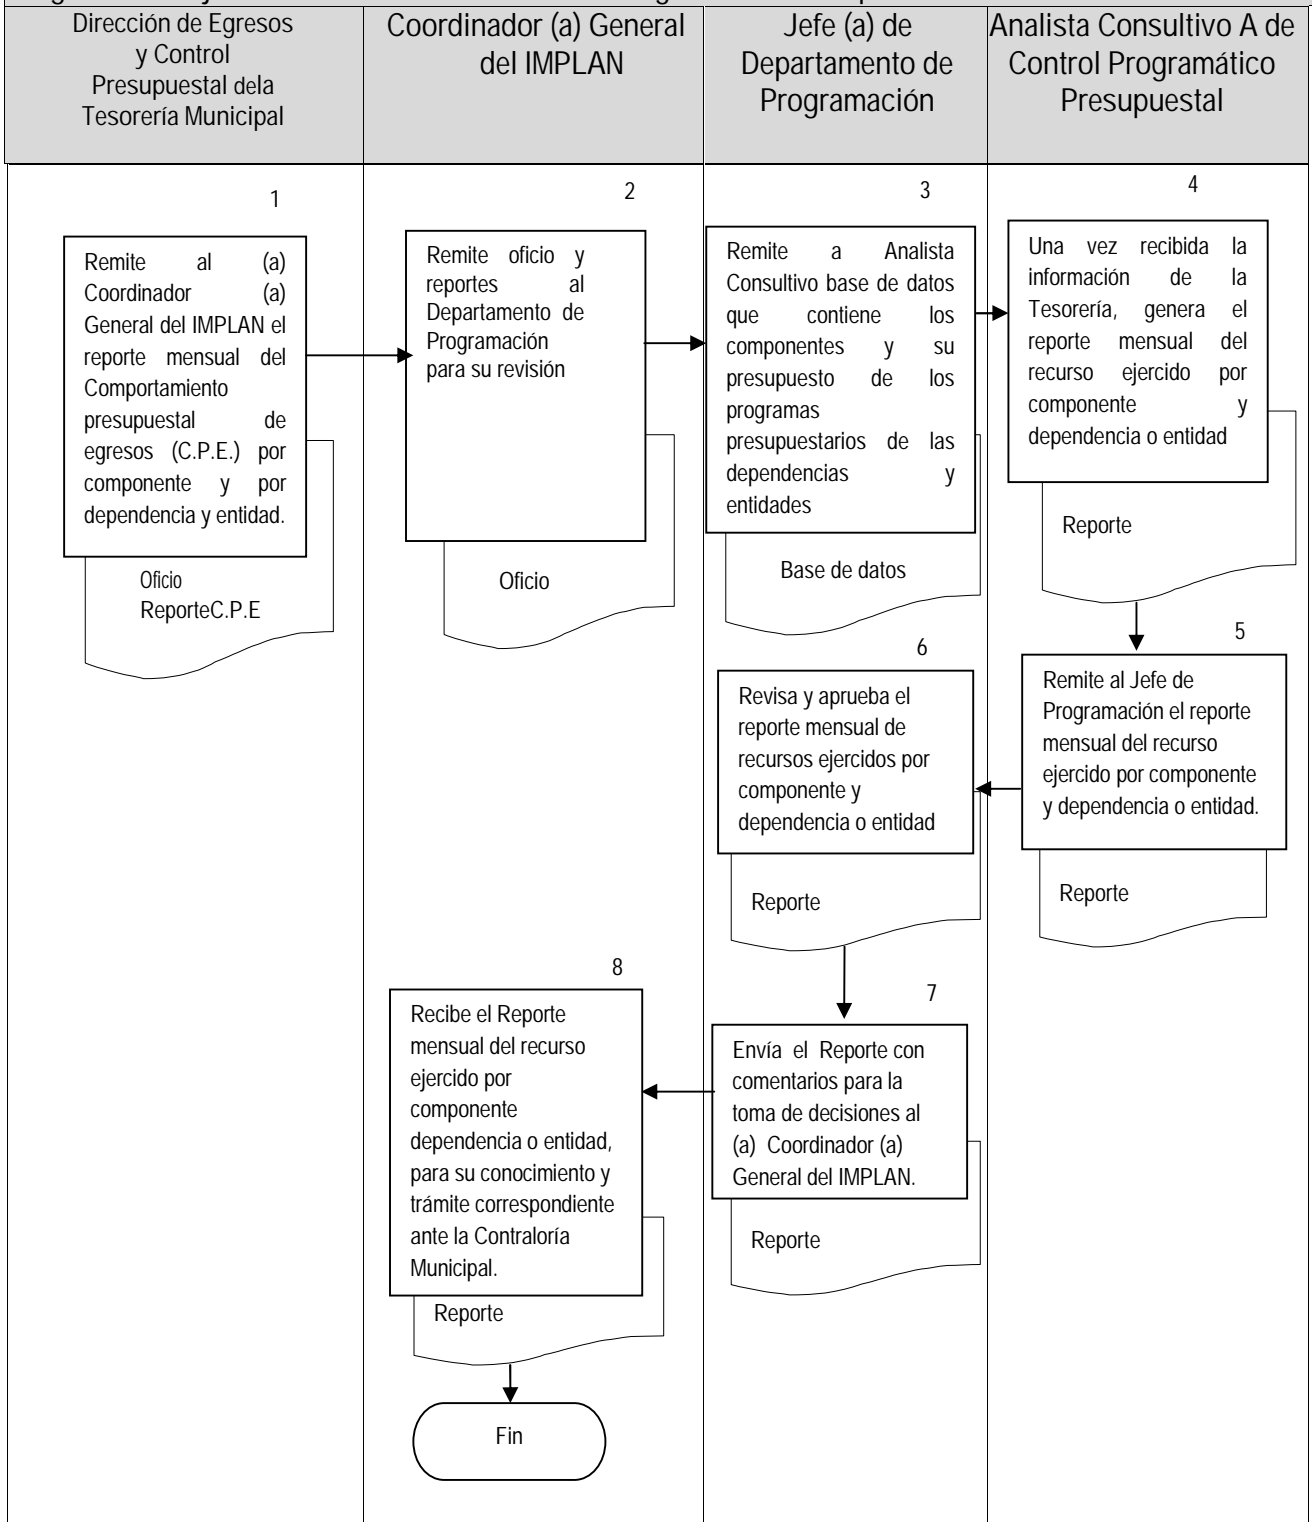 Dirección de Egresos
y Control
Presupuestal dela
Tesorería Municipal
Coordinador (a) General
del IMPLAN
Jefe (a) de
Departamento de
Programación
Analista Consultivo A de
Control Programático
Presupuestal
1
Remite al (a)
Coordinador (a)
General del IMPLAN el
reporte mensual del
Comportamiento
presupuestal de
egresos (C.P.E.) por
componente y por
dependencia y entidad.
Oficio
ReporteC.P.E
2
Remite oficio y
reportes al
Departamento de
Programación
para su revisión
Oficio
3
Remite a Analista
Consultivo base de datos
que contiene los
componentes y su
presupuesto de los
programas
presupuestarios de las
dependencias y
entidades
Base de datos
4
Una vez recibida la
información de la
Tesorería, genera el
reporte mensual del
recurso ejercido por
componente y
dependencia o entidad
Reporte
5
Remite al Jefe de
Programación el reporte
mensual del recurso
ejercido por componente
y dependencia o entidad.
Reporte
6
Revisa y aprueba el
reporte mensual de
recursos ejercidos por
componente y
dependencia o entidad
Reporte
7
Envía el Reporte con
comentarios para la
toma de decisiones al
(a) Coordinador (a)
General del IMPLAN.
Reporte
8
Recibe el Reporte
mensual del recurso
ejercido por
componente
dependencia o entidad,
para su conocimiento y
trámite correspondiente
ante la Contraloría
Municipal.
Reporte
Fin